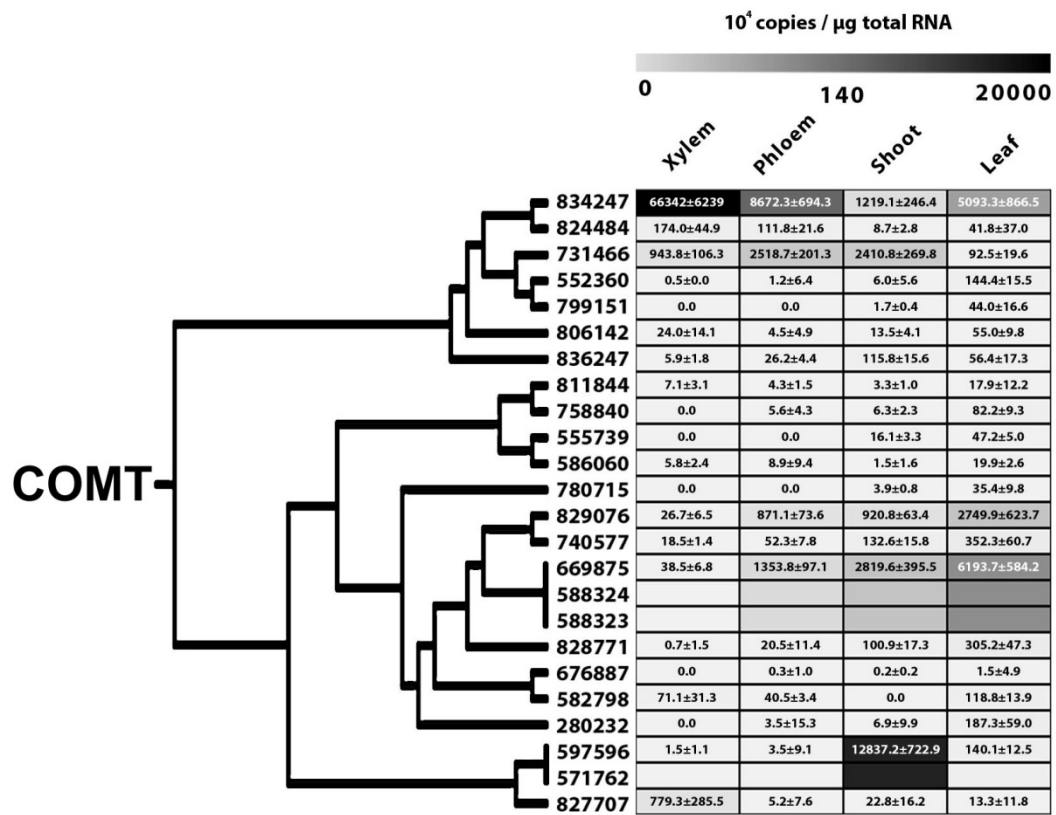 10⁴ copies / µg total RNA
0 140 20000
Xylem Phloem Shoot Leaf
834247 66342±6239 8672.3±694.3 1219.1±246.4 5093.3±866.5
824484 174.0±44.9 111.8±21.6 8.7±2.8 41.8±37.0
731466 943.8±106.3 2518.7±201.3 2410.8±269.8 92.5±19.6
552360 0.5±0.0 1.2±6.4 6.0±5.6 144.4±15.5
799151 0.0 0.0 1.7±0.4 44.0±16.6
806142 24.0±14.1 4.5±4.9 13.5±4.1 55.0±9.8
836247 5.9±1.8 26.2±4.4 115.8±15.6 56.4±17.3
811844 7.1±3.1 4.3±1.5 3.3±1.0 17.9±12.2
758840 0.0 5.6±4.3 6.3±2.3 82.2±9.3
555739 0.0 0.0 16.1±3.3 47.2±5.0
586060 5.8±2.4 8.9±9.4 1.5±1.6 19.9±2.6
COMT
780715 0.0 0.0 3.9±0.8 35.4±9.8
829076 26.7±6.5 871.1±73.6 920.8±63.4 2749.9±623.7
740577 18.5±1.4 52.3±7.8 132.6±15.8 352.3±60.7
669875 38.5±6.8 1353.8±97.1 2819.6±395.5 6193.7±584.2
588324
588323
828771 0.7±1.5 20.5±11.4 100.9±17.3 305.2±47.3
676887 0.0 0.3±1.0 0.2±0.2 1.5±4.9
582798 71.1±31.3 40.5±3.4 0.0 118.8±13.9
280232 0.0 3.5±15.3 6.9±9.9 187.3±59.0
597596 1.5±1.1 3.5±9.1 12837.2±722.9 140.1±12.5
571762
827707 779.3±285.5 5.2±7.6 22.8±16.2 13.3±11.8